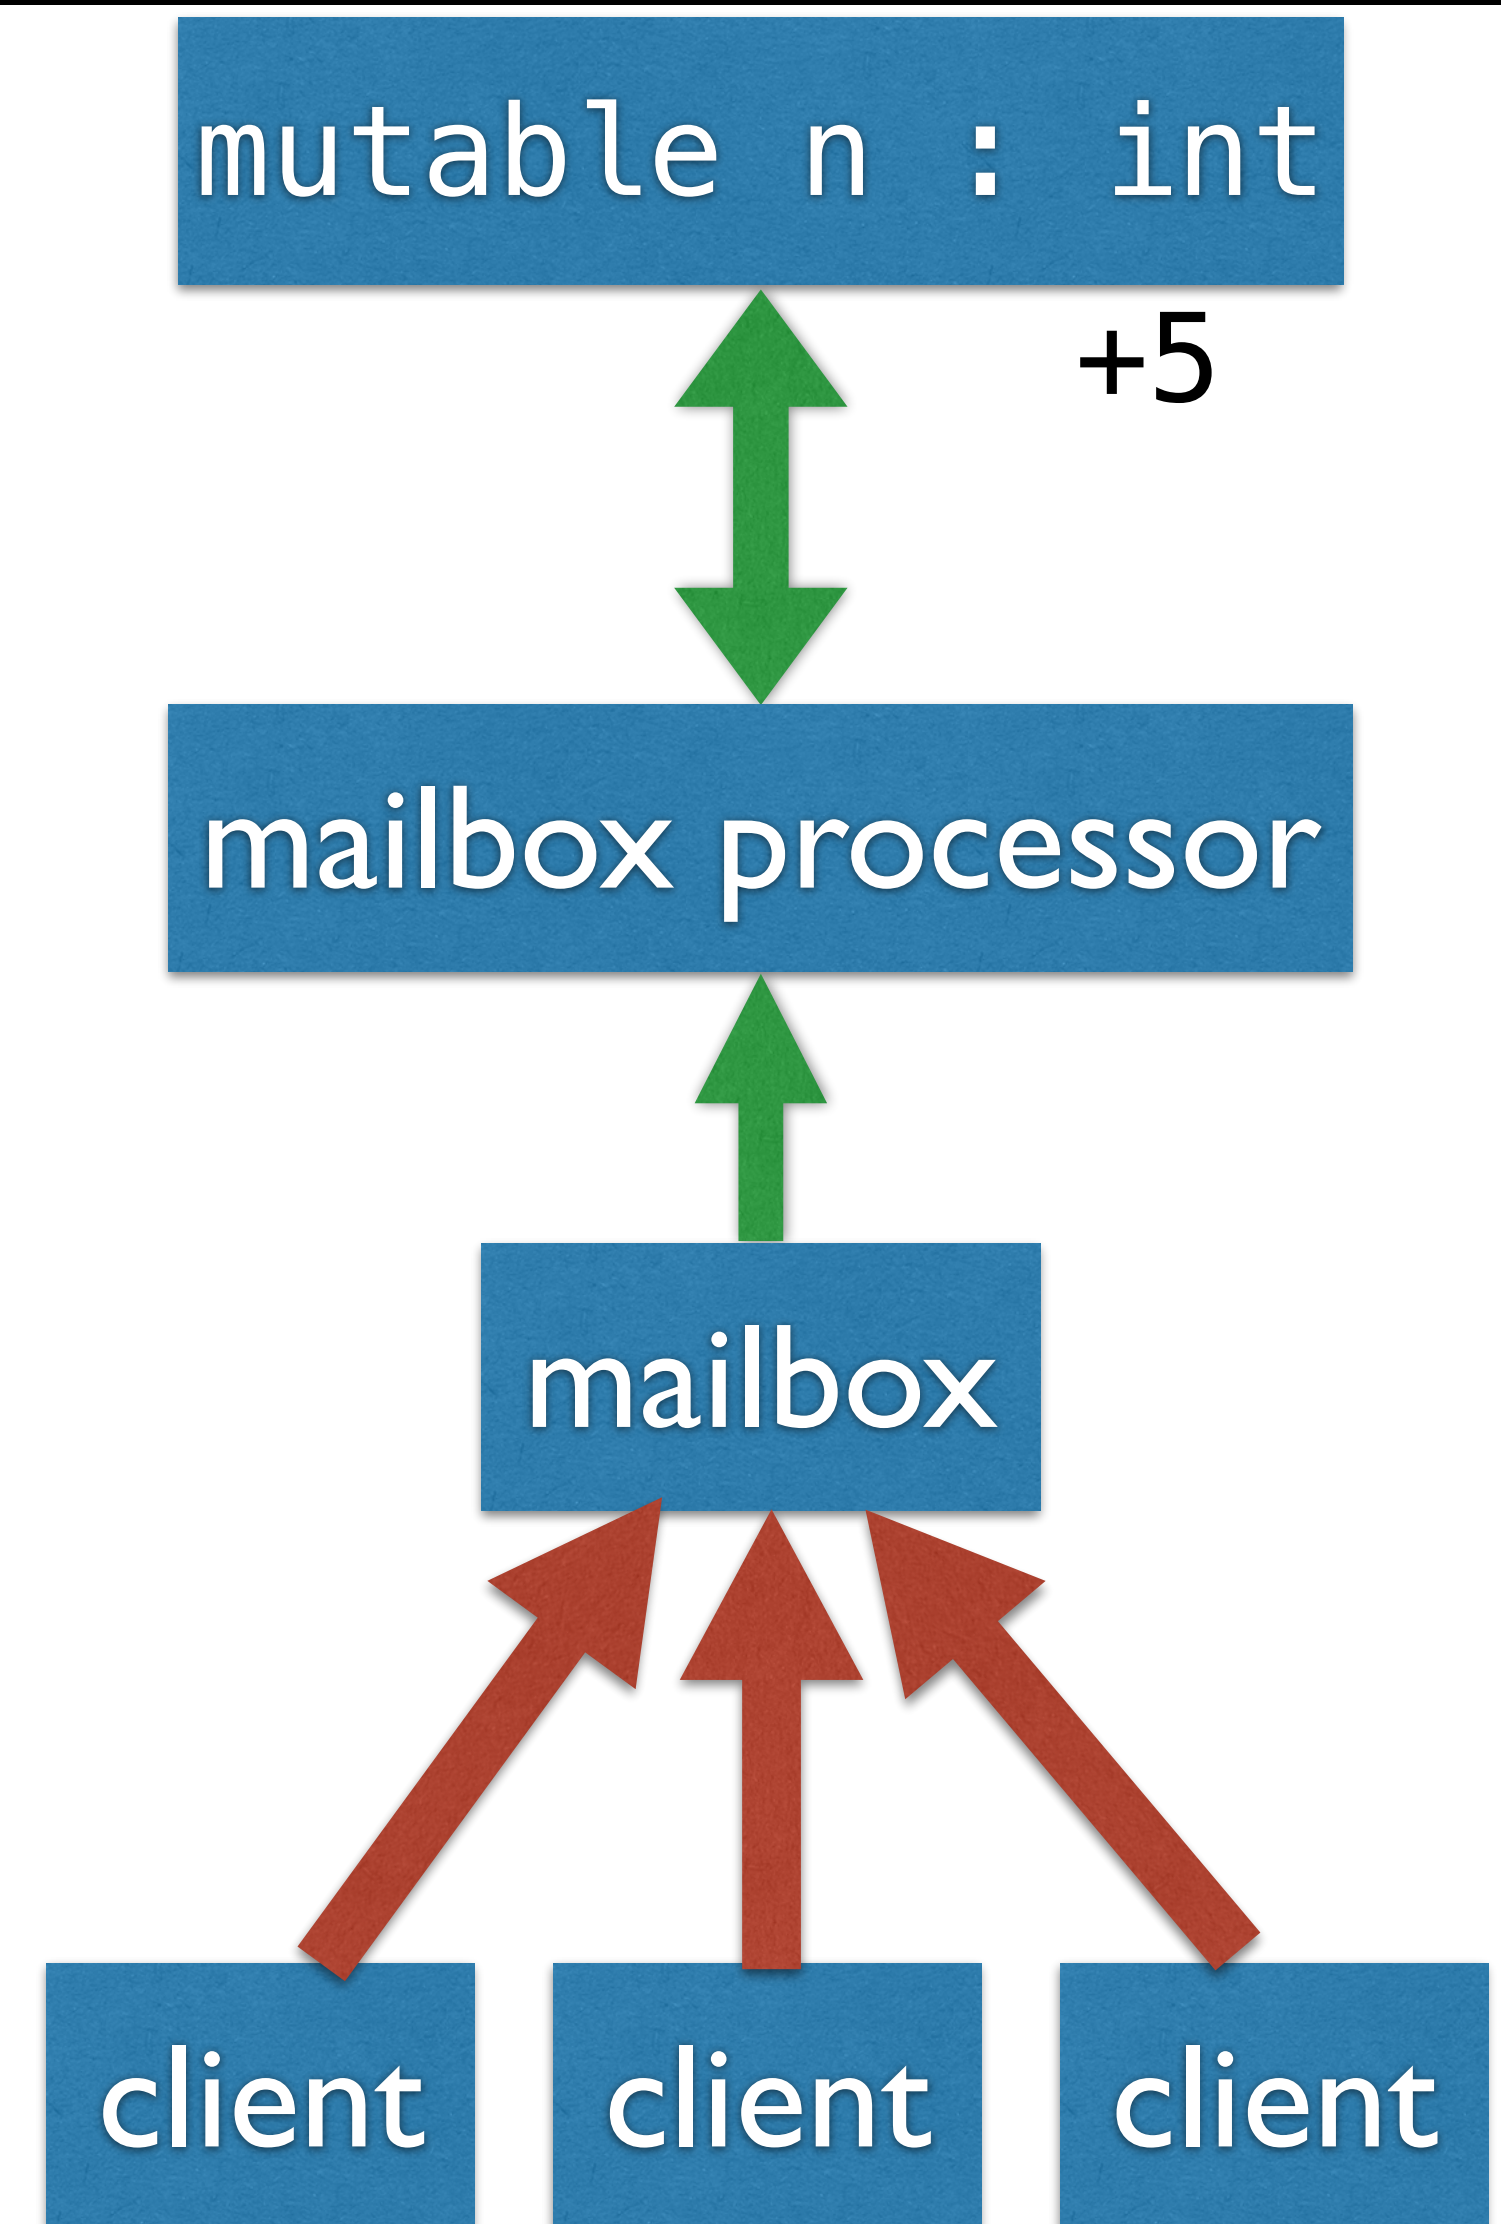 mutable n : int
+5
mailbox processor
mailbox
client
client
client